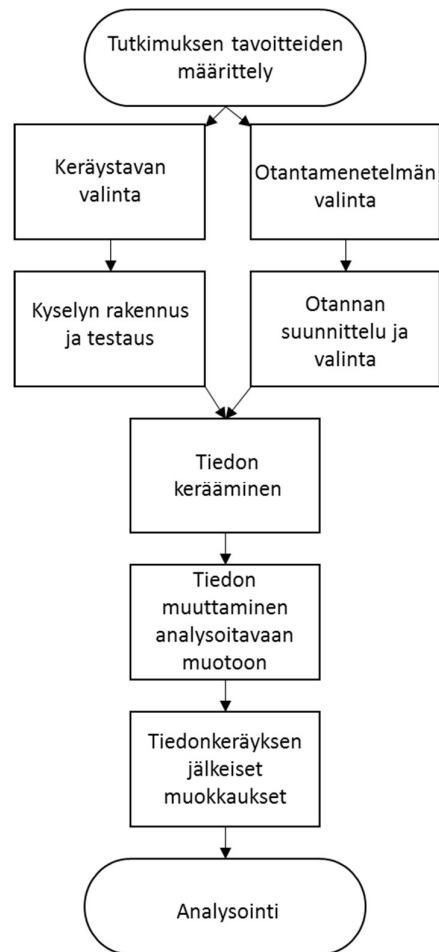 Tutkimuksen tavoitteiden
määrittely
Keräystavan
valinta
Otantamenetelmän
valinta
Kyselyn rakennus
ja testaus
Otannan
suunnittelu ja
valinta
Tiedon
kerääminen
Tiedon
muuttaminen
analysoitavaan
muotoon
Tiedonkeräyksen
jälkeiset
muokkaukset
Analysointi